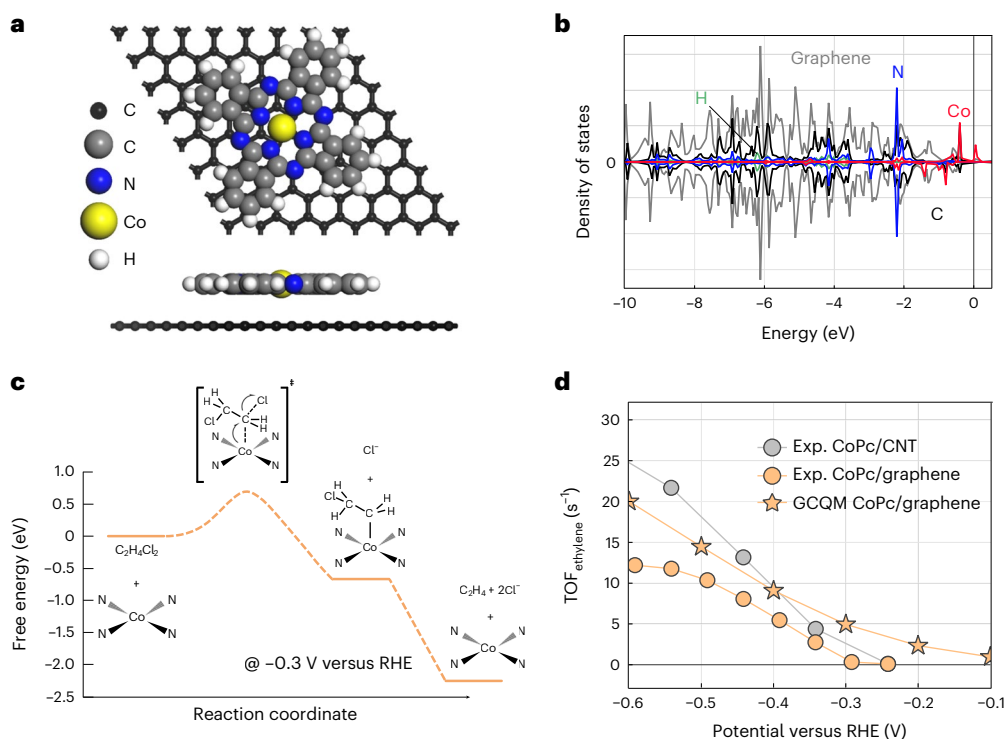 a
C
C
N
Co
H
b
Density of states
0
Graphene
H
N
Co
C
−10
−8
−6
−4
−2
0
Energy (eV)
c
Free energy (eV)
1.0
0.5
0
−0.5
−1.0
−1.5
−2.0
−2.5
C2H4Cl2
+
N
N
Co
N
N
‡
H
H
Cl
C
C
Cl
H
H
N
N
Co
N
N
Cl−
+
Cl
H
H
C
C
H
H
N
N
Co
N
N
C2H4 + 2Cl−
+
N
N
Co
N
N
@ −0.3 V versus RHE
Reaction coordinate
d
TOFethylene (s−1)
30
25
20
15
10
5
0
Exp. CoPc/CNT
Exp. CoPc/graphene
GCQM CoPc/graphene
−0.6
−0.5
−0.4
−0.3
−0.2
−0.1
Potential versus RHE (V)